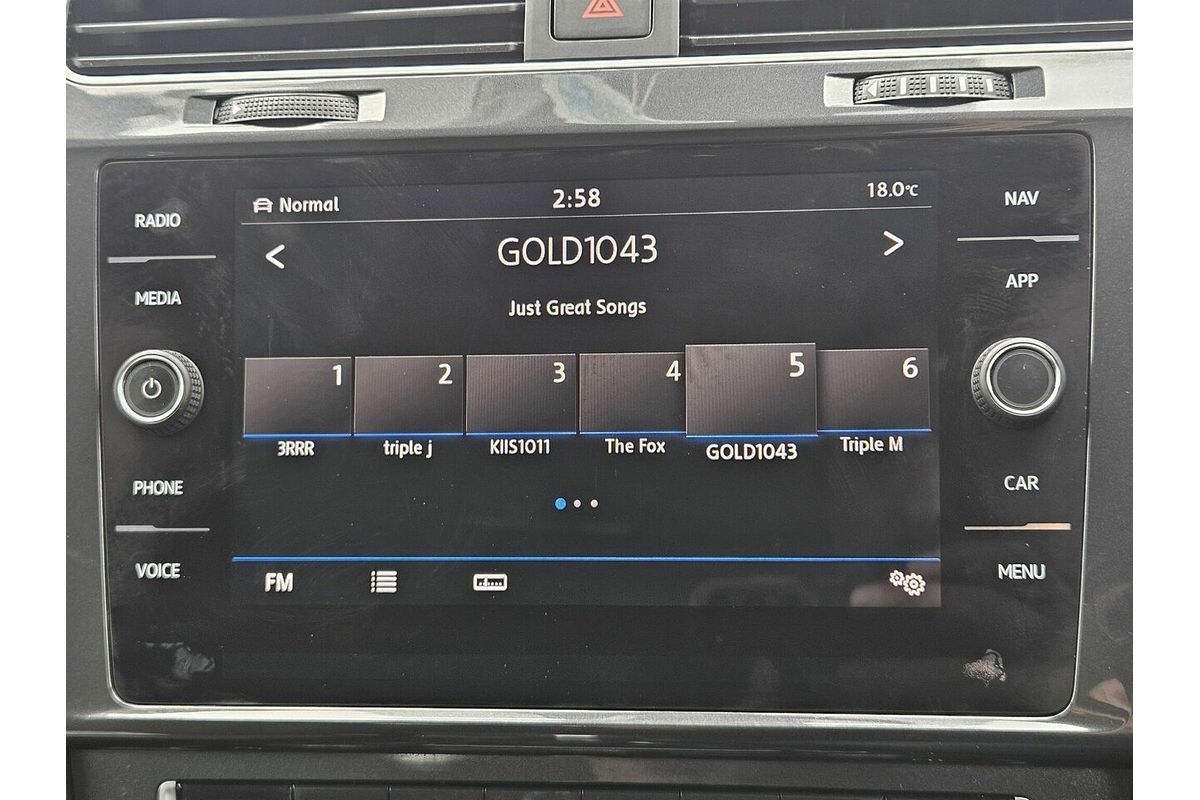 RADIO
MEDIA
PHONE
VOICE
Normal
2:58
18.0°C
< GOLD1043 >
Just Great Songs
1 2 3 4 5 6
3RRR triple j KIIS1011 The Fox GOLD1043 Triple M
FM
NAV
APP
CAR
MENU